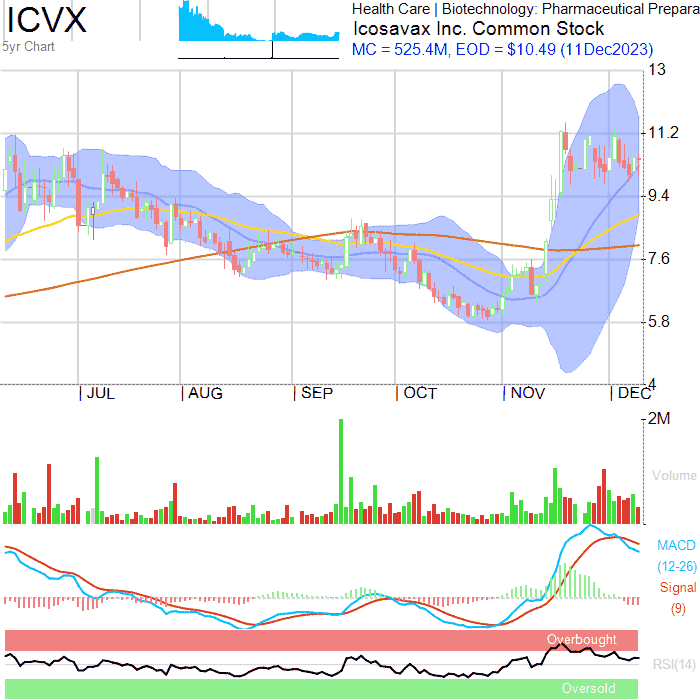 ICVX
5yr Chart
Health Care | Biotechnology: Pharmaceutical Prepara
Icosavax Inc. Common Stock
MC = 525.4M, EOD = $10.49 (11Dec2023)
13
11.2
9.4
7.6
5.8
4
JUL AUG SEP OCT NOV DEC
2M
Volume
MACD
(12-26)
Signal
(9)
Overbought
RSI(14)
Oversold